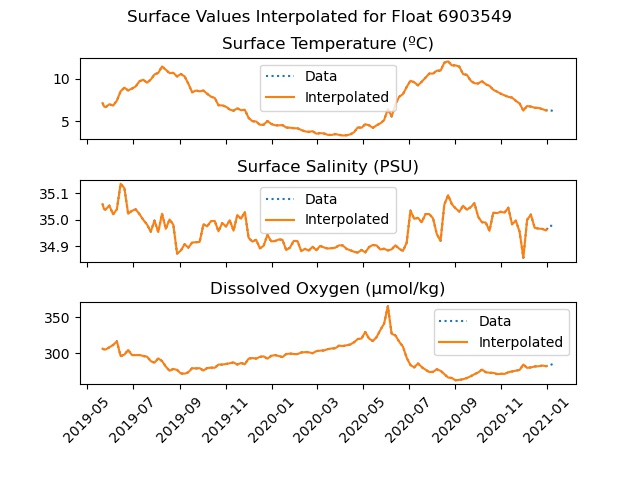 Surface Values Interpolated for Float 6903549
Surface Temperature (ºC)
10
5
Data
Interpolated
Surface Salinity (PSU)
35.1
35.0
34.9
Data
Interpolated
Dissolved Oxygen (µmol/kg)
350
300
Data
Interpolated
2019-05
2019-07
2019-09
2019-11
2020-01
2020-03
2020-05
2020-07
2020-09
2020-11
2021-01